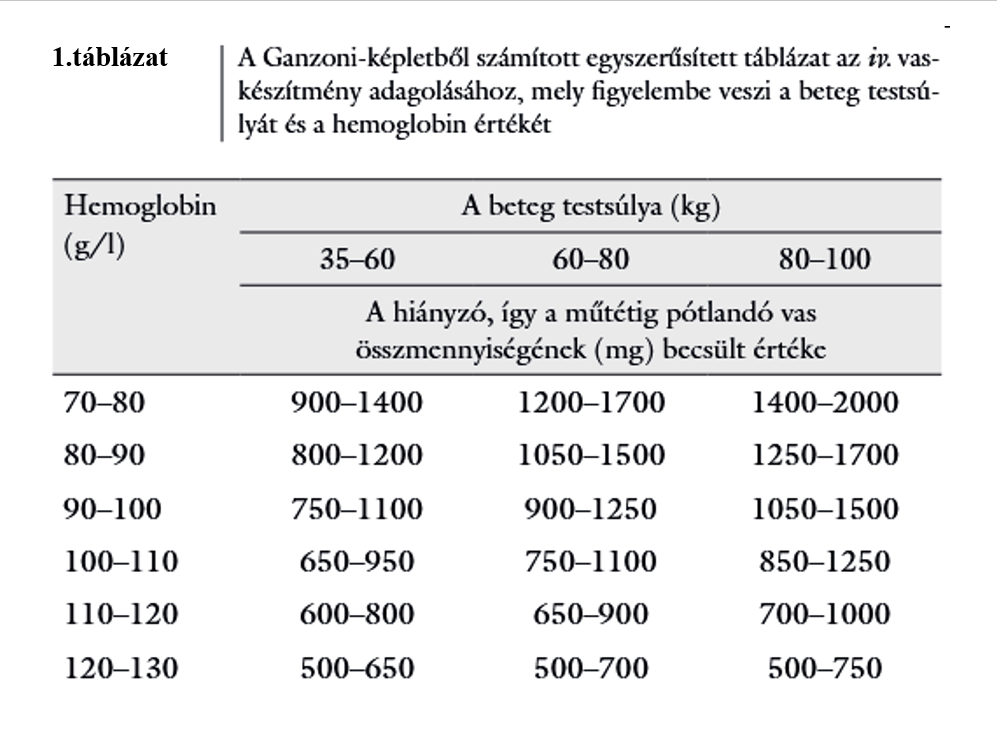 -
1.táblázat
A Ganzoni-képletből számított egyszerűsített táblázat az iv. vas-
készítmény adagolásához, mely figyelembe veszi a beteg testsú-
lyát és a hemoglobin értékét
Hemoglobin
(g/l)
A beteg testsúlya (kg)
35–60 60–80 80–100
A hiányzó, így a műtétig pótlandó vas
összmennyiségének (mg) becsült értéke
70–80 900–1400 1200–1700 1400–2000
80–90 800–1200 1050–1500 1250–1700
90–100 750–1100 900–1250 1050–1500
100–110 650–950 750–1100 850–1250
110–120 600–800 650–900 700–1000
120–130 500–650 500–700 500–750